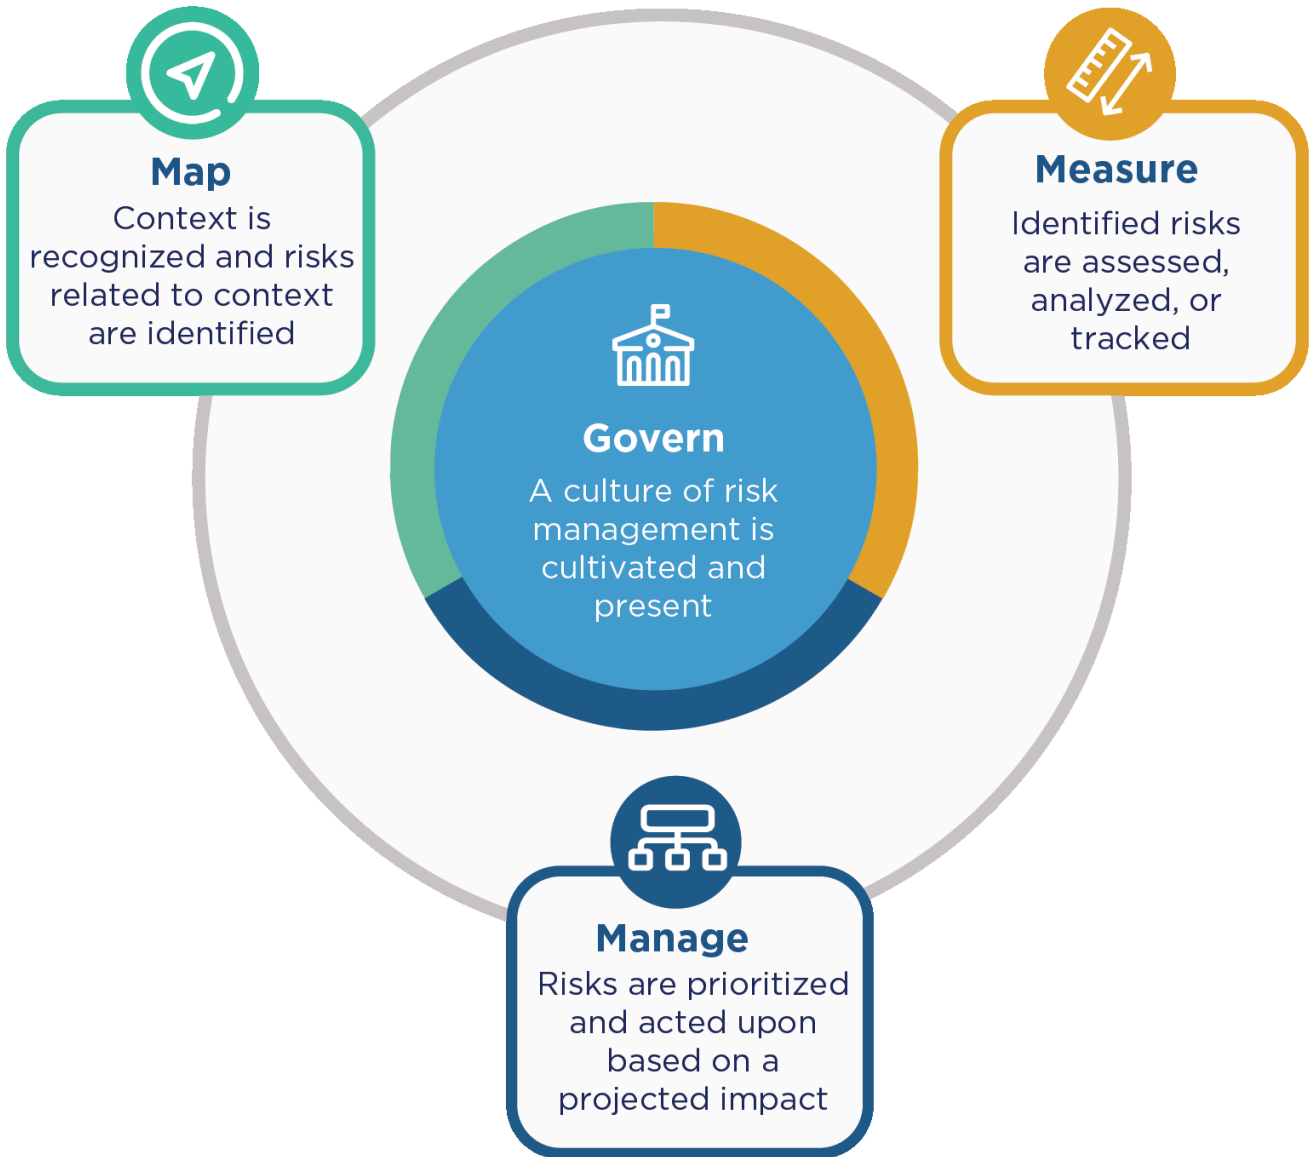 Map
Context is
recognized and risks
related to context
are identified
Measure
Identified risks
are assessed,
analyzed, or
tracked
Govern
A culture of risk
management is
cultivated and
present
Manage
Risks are prioritized
and acted upon
based on a
projected impact